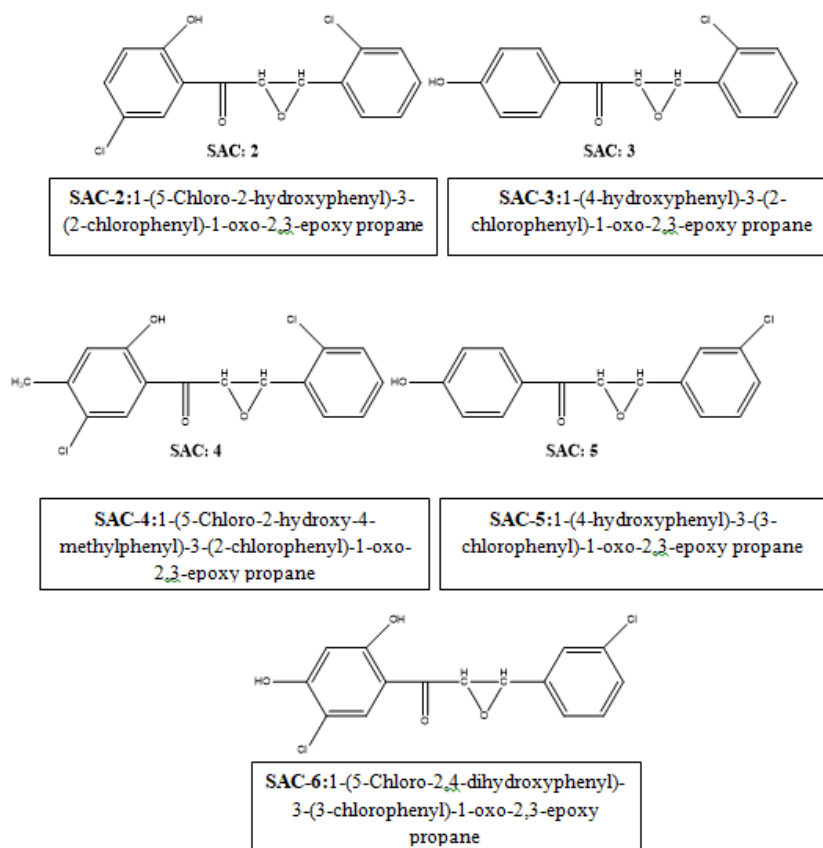 OH
Cl
H
H
C
C
O
O
Cl
SAC: 2
Cl
HO
H
H
C
C
O
O
SAC: 3
SAC-2:1-(5-Chloro-2-hydroxyphenyl)-3-
(2-chlorophenyl)-1-oxo-2,3-epoxy propane
SAC-3:1-(4-hydroxyphenyl)-3-(2-
chlorophenyl)-1-oxo-2,3-epoxy propane
OH
Cl
H₃C
H
H
C
C
O
O
Cl
SAC: 4
Cl
HO
H
H
C
C
O
O
SAC: 5
SAC-4:1-(5-Chloro-2-hydroxy-4-
methylphenyl)-3-(2-chlorophenyl)-1-oxo-
2,3-epoxy propane
SAC-5:1-(4-hydroxyphenyl)-3-(3-
chlorophenyl)-1-oxo-2,3-epoxy propane
OH
Cl
HO
H
H
C
C
O
O
Cl
SAC-6:1-(5-Chloro-2,4-dihydroxyphenyl)-
3-(3-chlorophenyl)-1-oxo-2,3-epoxy
propane